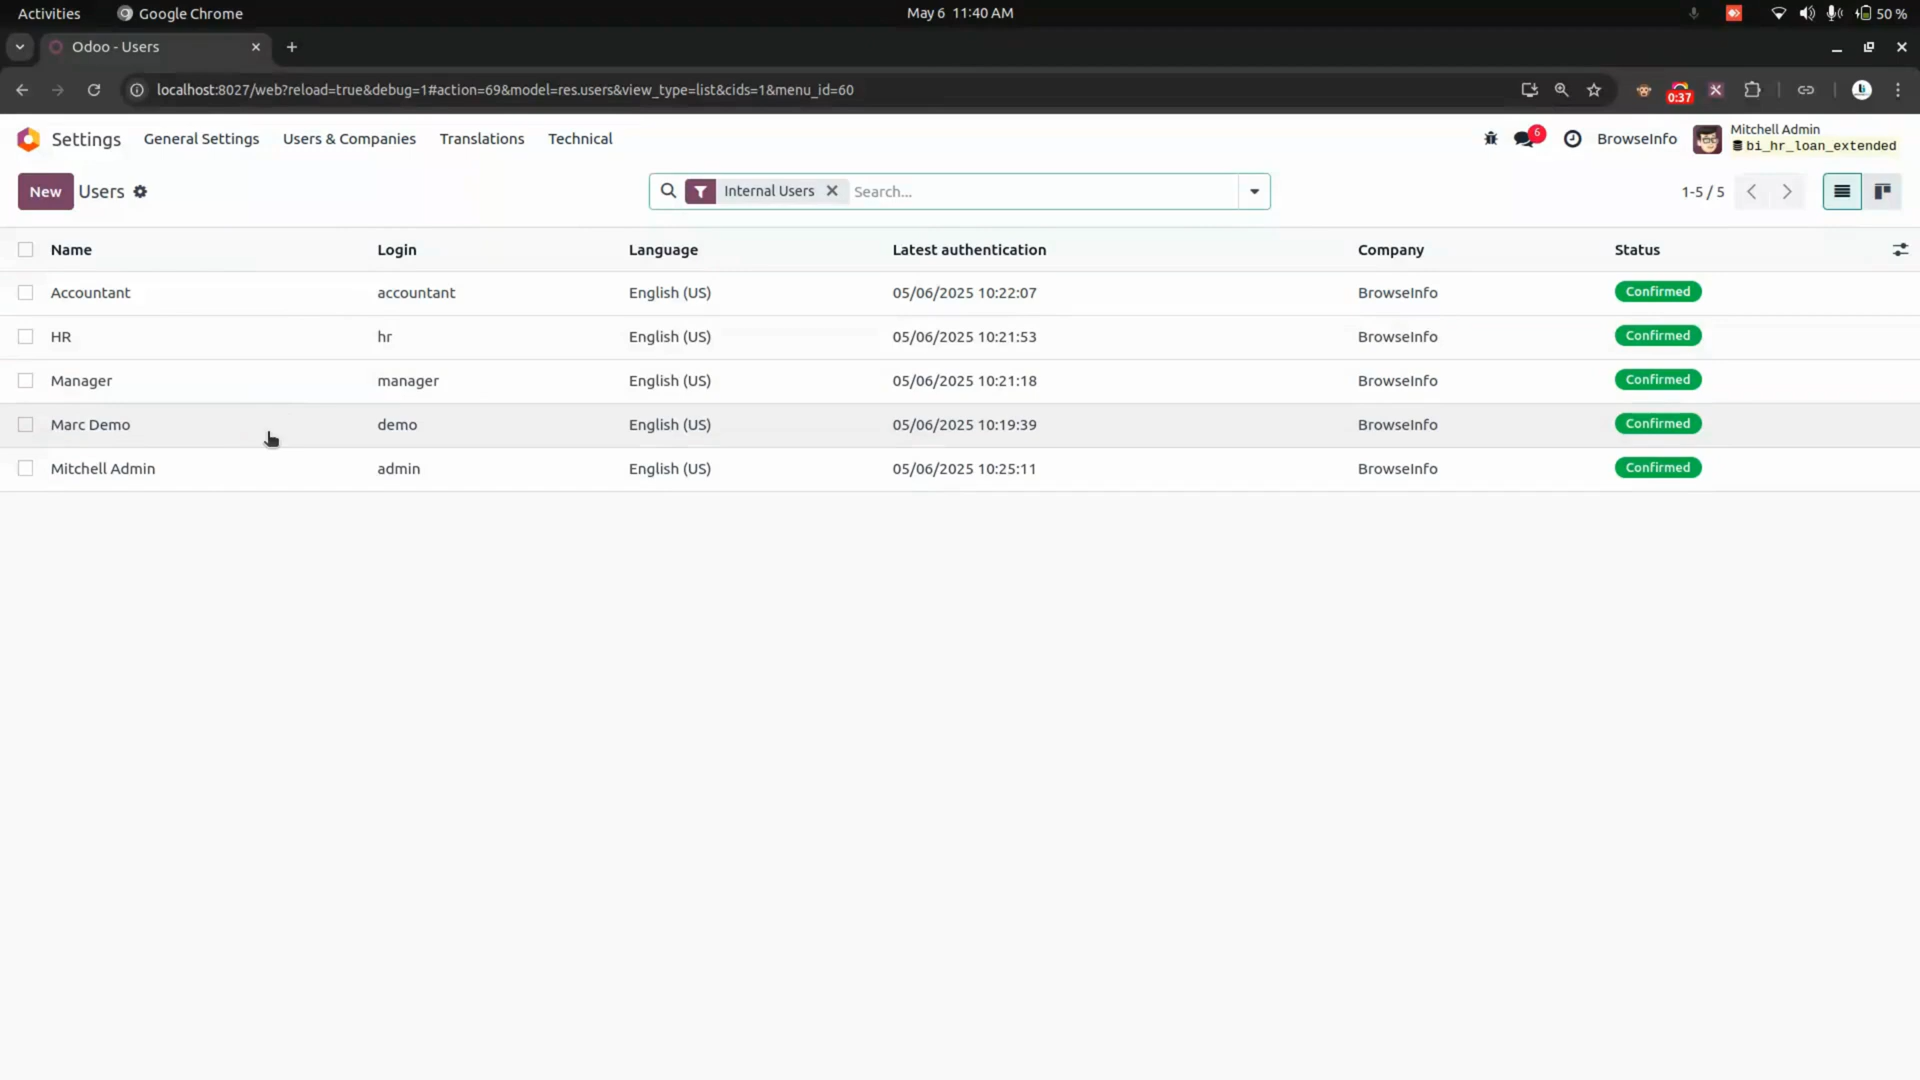 Activities Google Chrome May 6 11:40 AM 50 %
Odoo - Users
localhost:8027/web?reload=true&debug=1#action=69&model=res.users&view_type=list&cids=1&menu_id=60 0:37
Settings General Settings Users & Companies Translations Technical 6 BrowseInfo Mitchell Admin
bi_hr_loan_extended
New Users Internal Users Search... 1-5 / 5
Name Login Language Latest authentication Company Status
Accountant accountant English (US) 05/06/2025 10:22:07 BrowseInfo Confirmed
HR hr English (US) 05/06/2025 10:21:53 BrowseInfo Confirmed
Manager manager English (US) 05/06/2025 10:21:18 BrowseInfo Confirmed
Marc Demo demo English (US) 05/06/2025 10:19:39 BrowseInfo Confirmed
Mitchell Admin admin English (US) 05/06/2025 10:25:11 BrowseInfo Confirmed